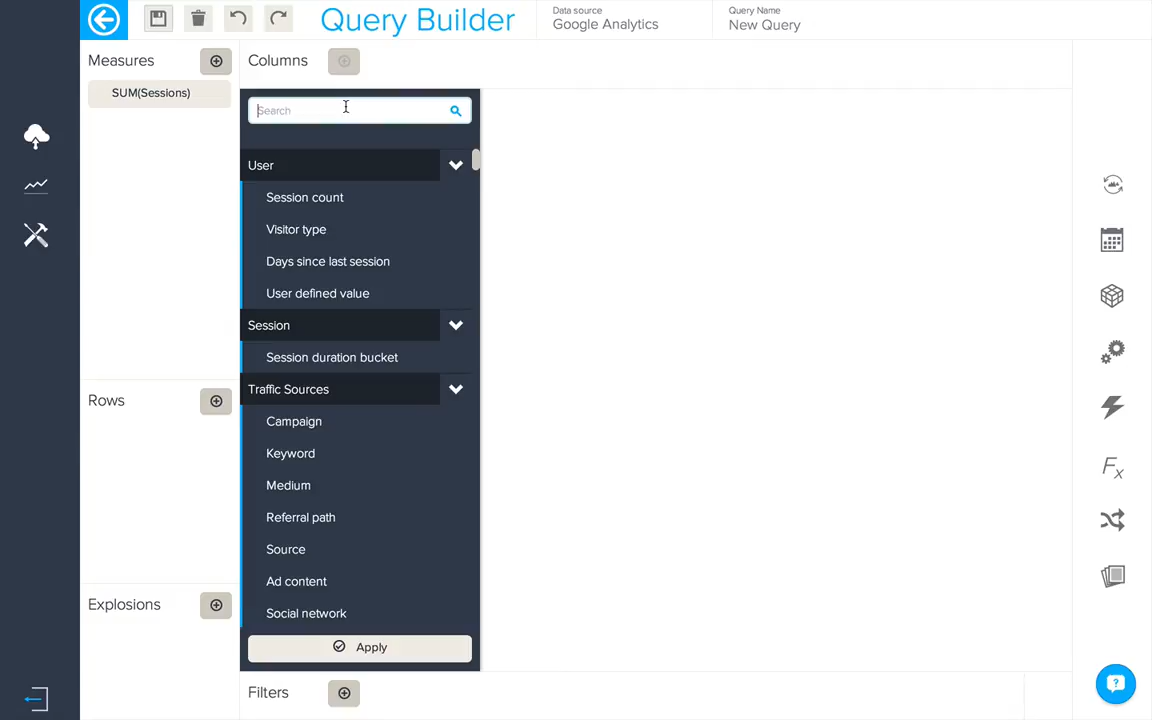 Query Builder
Data source
Google Analytics
Query Name
New Query
Measures
SUM(Sessions)
Columns
Search
User
Session count
Visitor type
Days since last session
User defined value
Session
Session duration bucket
Traffic Sources
Campaign
Keyword
Medium
Referral path
Source
Ad content
Social network
Apply
Rows
Explosions
Filters
Fx
?